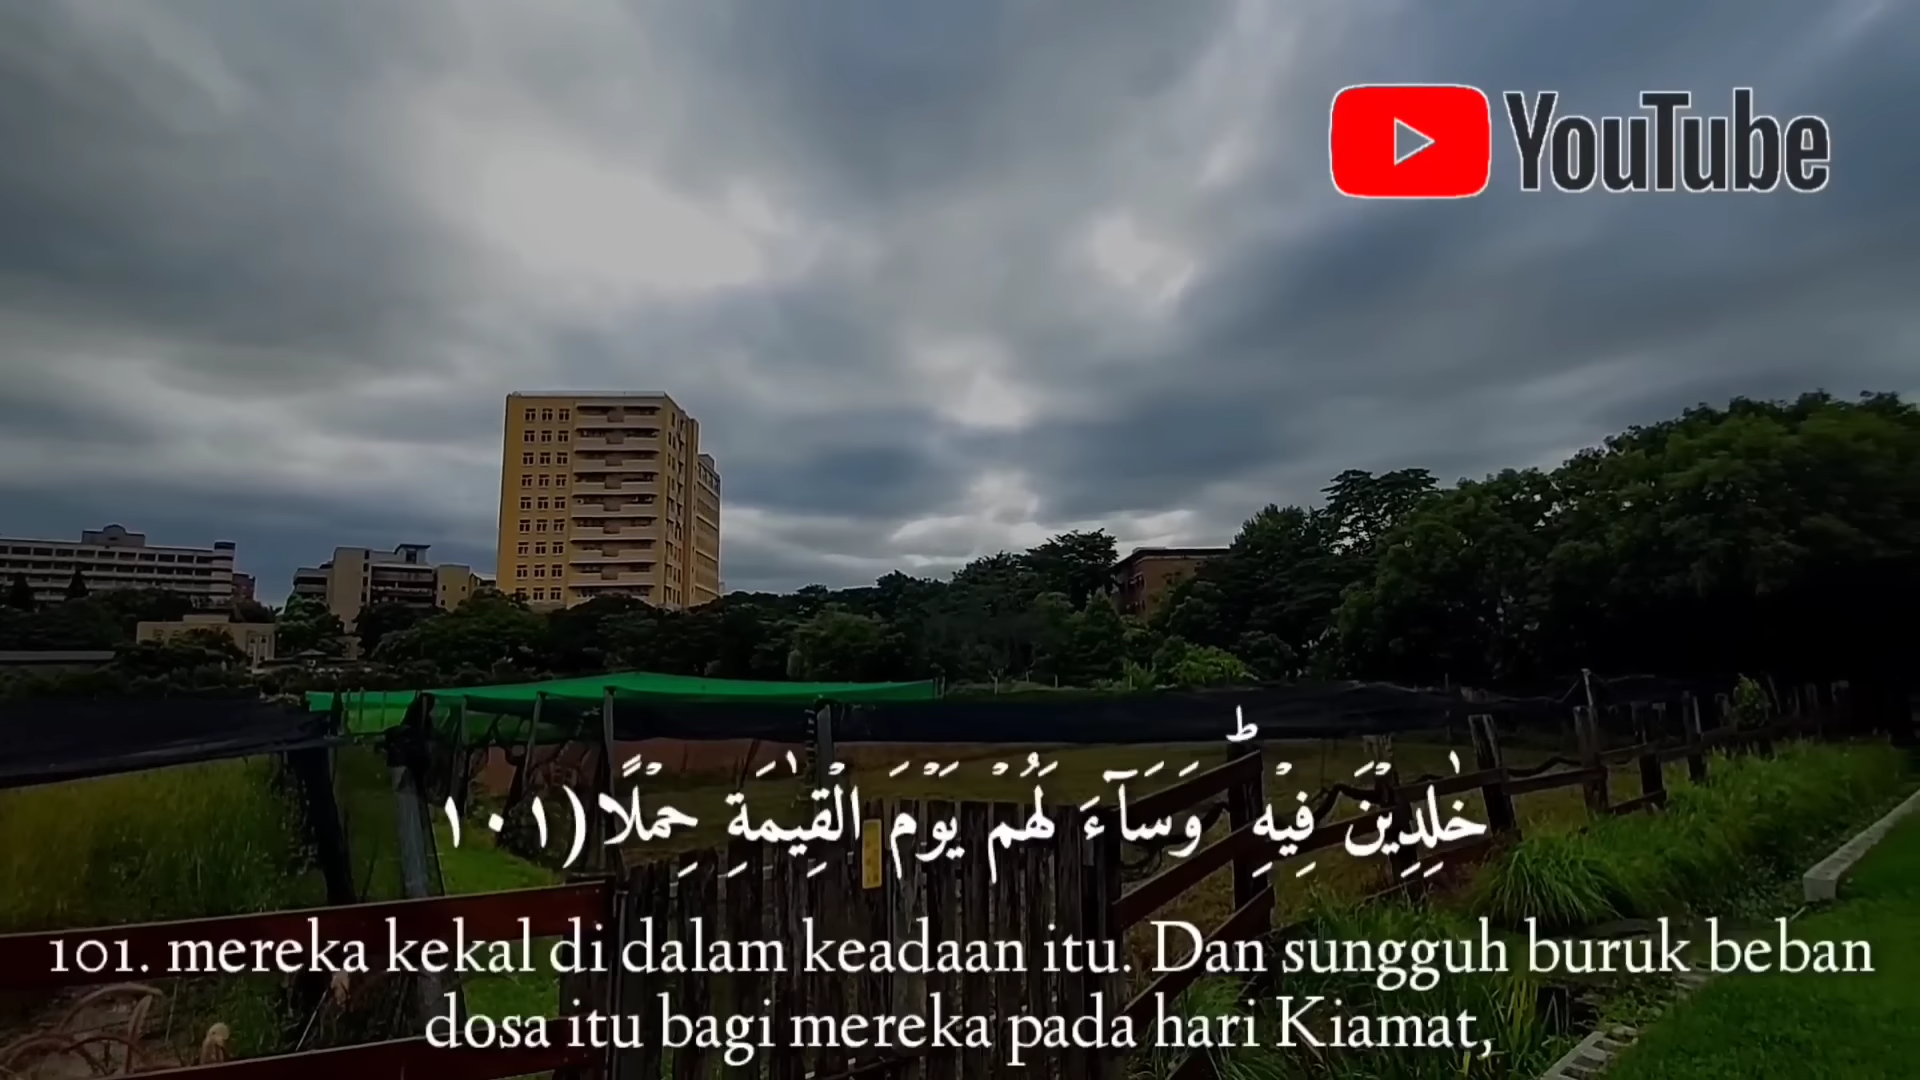 YouTube
خٰلِدِيْنَ فِيْهِ ۗ وَسَاۤءَ لَهُمْ يَوْمَ الْقِيٰمَةِ حِمْلًا (١٠١
101. mereka kekal di dalam keadaan itu. Dan sungguh buruk beban
dosa itu bagi mereka pada hari Kiamat,